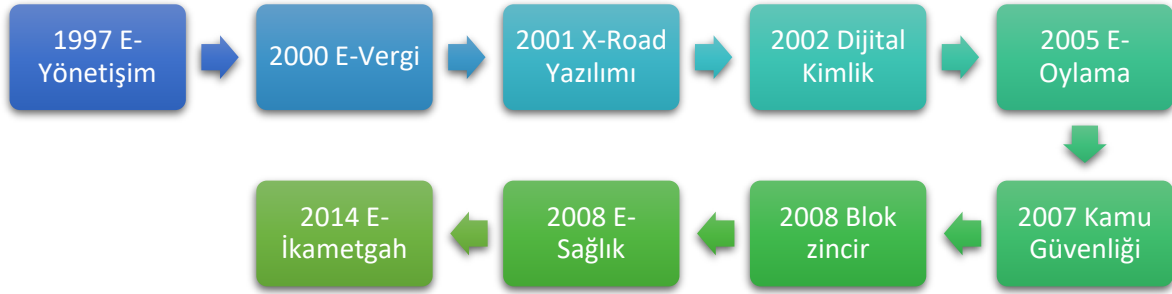 1997 E-
Yönetişim
2000 E-Vergi
2001 X-Road
Yazılımı
2002 Dijital
Kimlik
2005 E-
Oylama
2007 Kamu
Güvenliği
2008 Blok
zincir
2008 E-
Sağlık
2014 E-
İkametgah